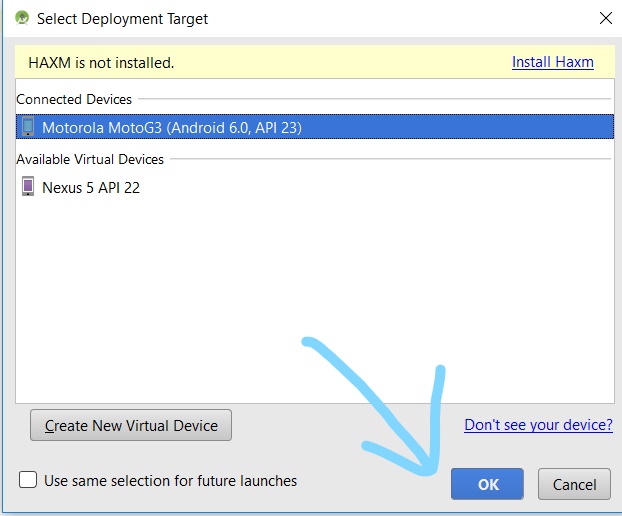 Select Deployment Target
HAXM is not installed. Install Haxm
Connected Devices
Motorola MotoG3 (Android 6.0, API 23)
Available Virtual Devices
Nexus 5 API 22
Create New Virtual Device Don't see your device?
Use same selection for future launches OK Cancel